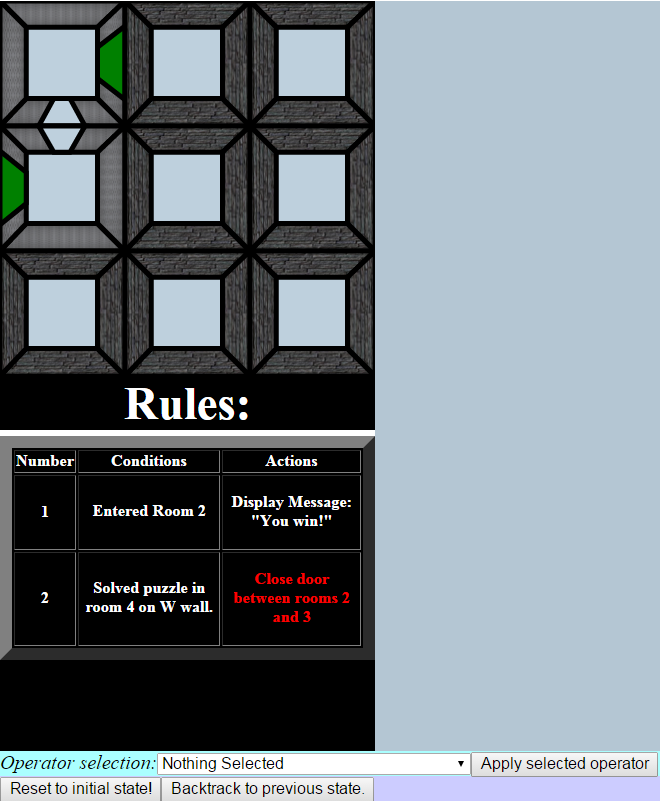 Rules:
Number Conditions Actions
1 Entered Room 2 Display Message:
"You win!"
2 Solved puzzle in
room 4 on W wall. Close door
between rooms 2
and 3
Operator selection: Nothing Selected Apply selected operator
Reset to initial state! Backtrack to previous state.